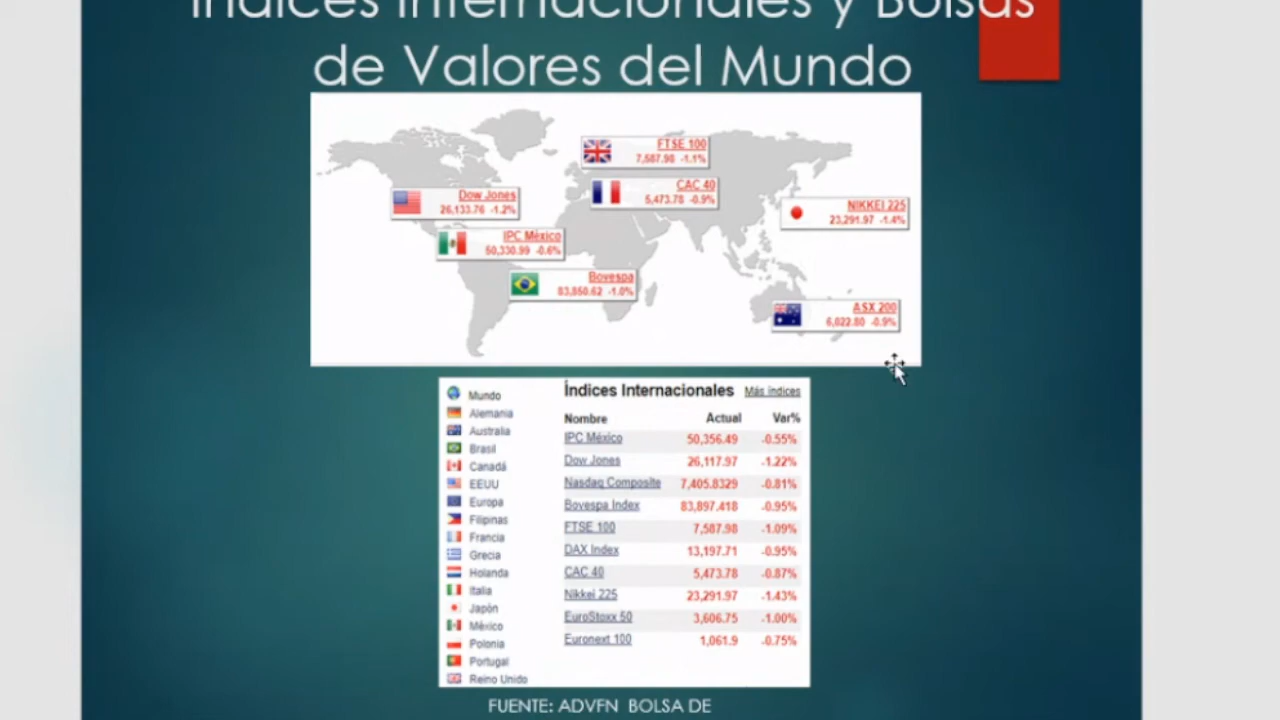 Índices Internacionales y Bolsas
de Valores del Mundo
FTSE 100
7,587.98 -1.1%
CAC 40
5,473.78 -0.9%
Dow Jones
26,133.76 -1.2%
NIKKEI 225
23,291.97 -1.4%
IPC México
50,330.99 -0.6%
Bovespa
83,850.62 -1.0%
ASX 200
6,022.80 -0.9%
Mundo
Alemania
Australia
Brasil
Canadá
EEUU
Europa
Filipinas
Francia
Grecia
Holanda
Italia
Japón
México
Polonia
Portugal
Reino Unido
Índices Internacionales Más índices
Nombre Actual Var%
IPC México 50,356.49 -0.55%
Dow Jones 26,117.97 -1.22%
Nasdaq Composite 7,405.8329 -0.81%
Bovespa Index 83,897.418 -0.95%
FTSE 100 7,587.98 -1.09%
DAX Index 13,197.71 -0.95%
CAC 40 5,473.78 -0.87%
Nikkei 225 23,291.97 -1.43%
EuroStoxx 50 3,606.75 -1.00%
Euronext 100 1,061.9 -0.75%
FUENTE: ADVFN BOLSA DE